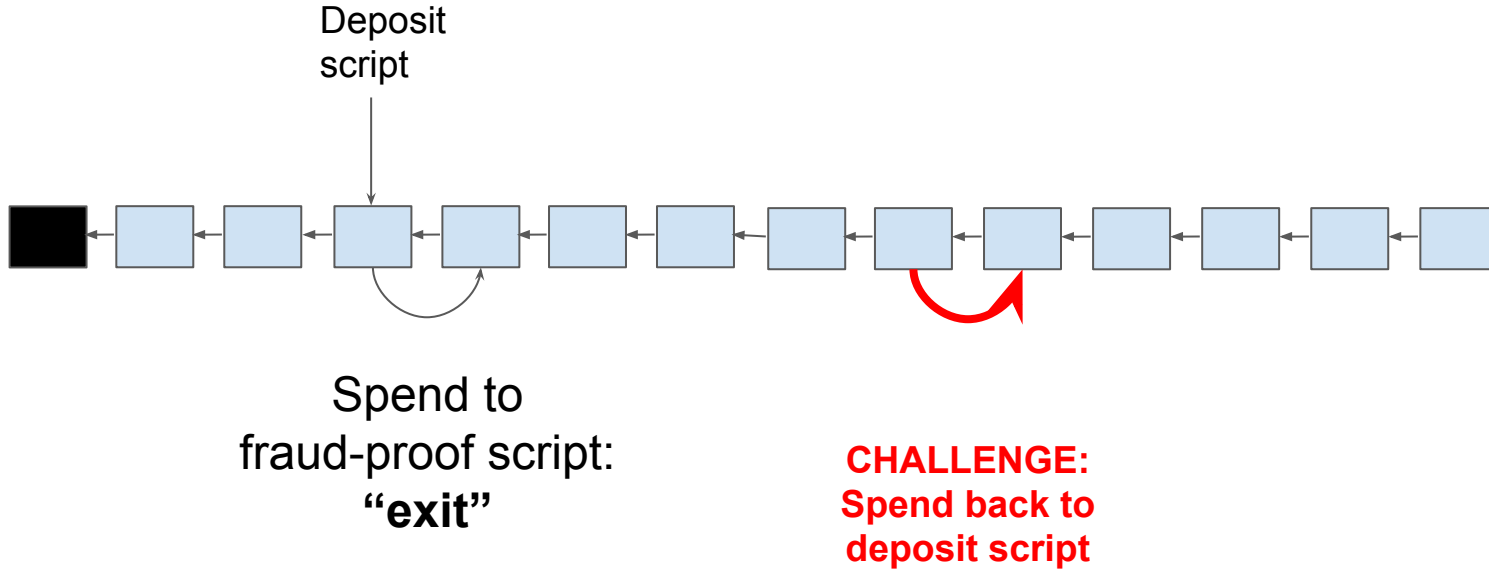 Deposit
script
Spend to
fraud-proof script:
“exit”
CHALLENGE:
Spend back to
deposit script